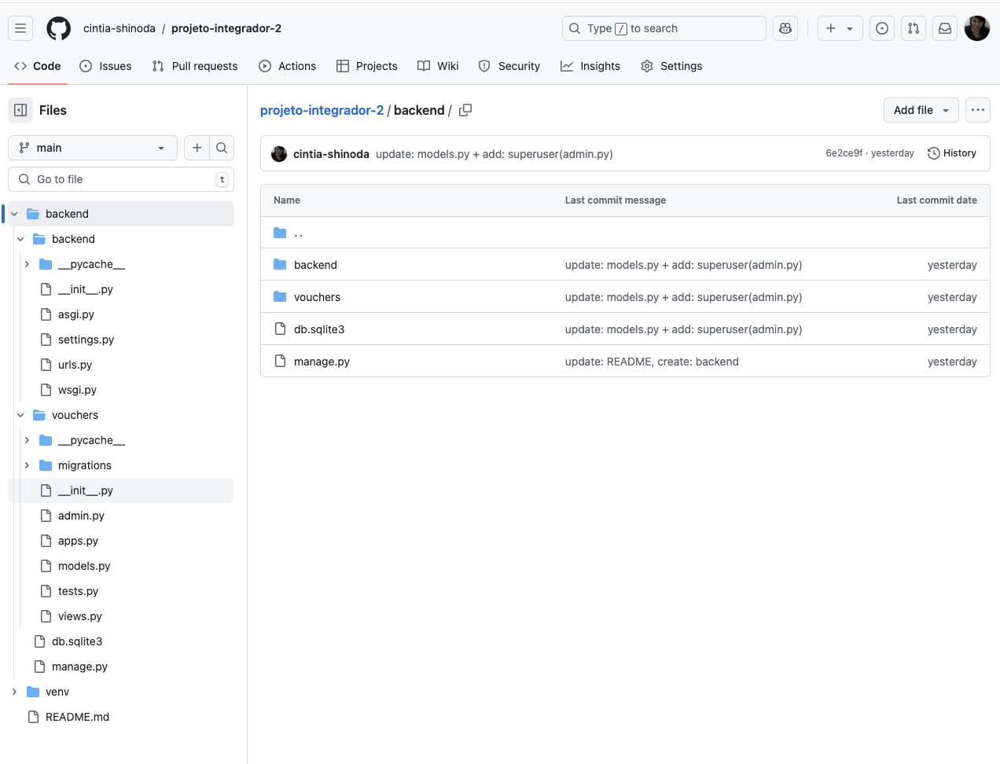 cintia-shinoda / projeto-integrador-2
Type / to search
Code
Issues
Pull requests
Actions
Projects
Wiki
Security
Insights
Settings
Files
main
Go to file
t
backend
backend
__pycache__
__init__.py
asgi.py
settings.py
urls.py
wsgi.py
vouchers
__pycache__
migrations
__init__.py
admin.py
apps.py
models.py
tests.py
views.py
db.sqlite3
manage.py
venv
README.md
projeto-integrador-2 / backend /
Add file
cintia-shinoda update: models.py + add: superuser(admin.py)
6e2ce9f · yesterday
History
Name Last commit message Last commit date
..
backend update: models.py + add: superuser(admin.py) yesterday
vouchers update: models.py + add: superuser(admin.py) yesterday
db.sqlite3 update: models.py + add: superuser(admin.py) yesterday
manage.py update: README, create: backend yesterday